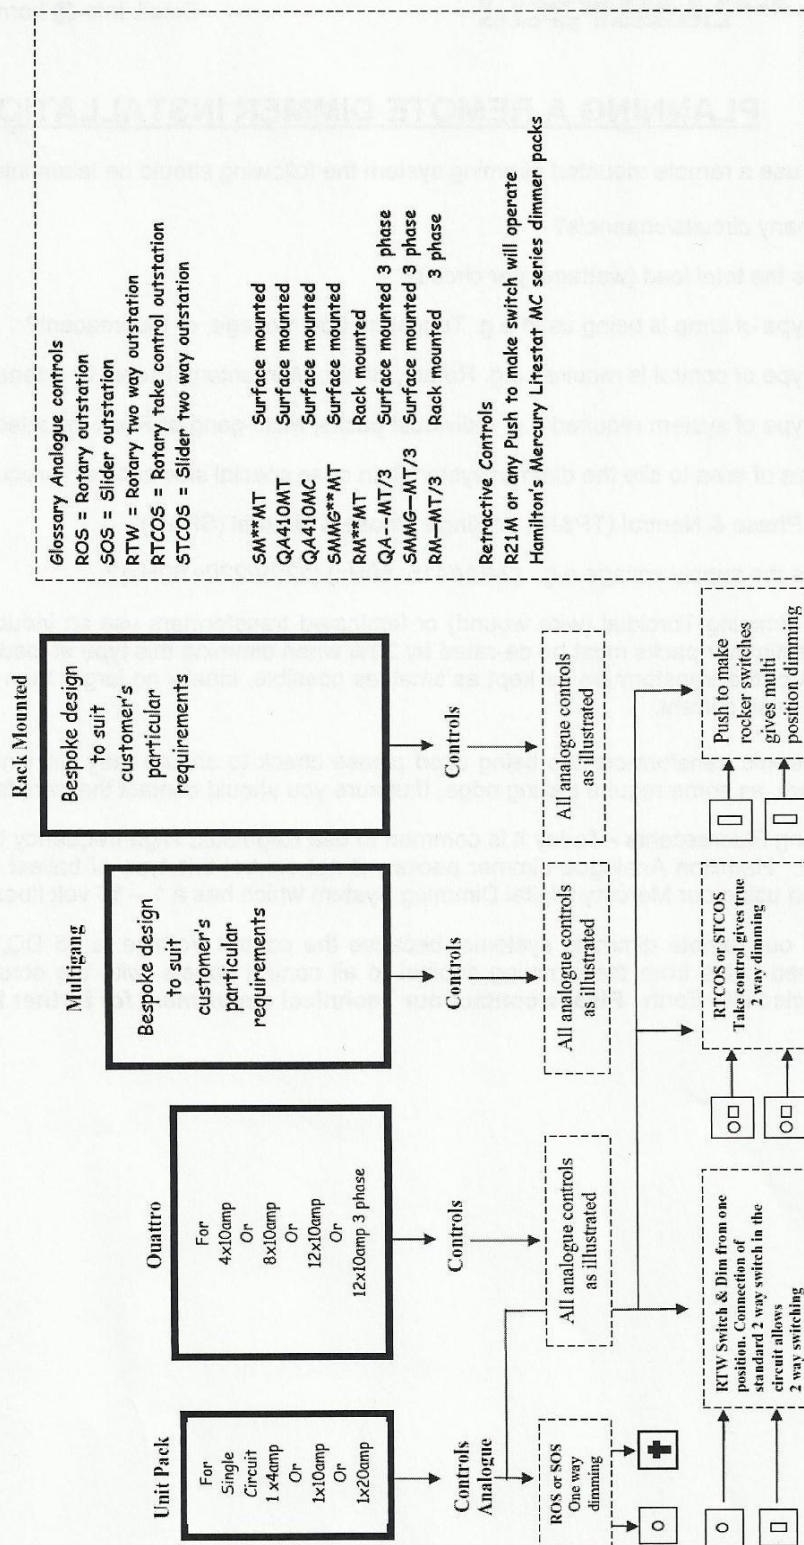 Unit Pack
For
Single
Circuit
1 x4amp
Or
1x10amp
Or
1x20amp
Controls
Analogue
ROS or SOS
One way
dimming
Quattro
For
4x10amp
Or
8x10amp
Or
12x10amp
Or
12x10amp 3 phase
Controls
All analogue controls
as illustrated
RTW Switch & Dim from one
position. Connection of
standard 2 way switch in the
circuit allows
2 way switching
Multigang
Bespoke design
to suit
customer's
particular
requirements
Controls
All analogue controls
as illustrated
RTCOS or STCOS
Take control gives true
2 way dimming
Rack Mounted
Bespoke design
to suit
customer's
particular
requirements
Controls
All analogue controls
as illustrated
Push to make
rocker switches
gives multi
position dimming
Glossary Analogue controls
ROS = Rotary outstation
SOS = Slider outstation
RTW = Rotary two way outstation
RTCOS = Rotary take control outstation
STCOS = Slider two way outstation
SM**MT Surface mounted
QA410MT Surface mounted
QA410MC Surface mounted
SMMG**MT Surface mounted
RM**MT Rack mounted
QA--MT/3 Surface mounted 3 phase
SMMG—MT/3 Surface mounted 3 phase
RM—MT/3 Rack mounted 3 phase
Retractive Controls
R21M or any Push to make switch will operate
Hamilton's Mercury Litestat MC series dimmer packs
PLANNING A REMOTE DIMMER INSTALLATIO